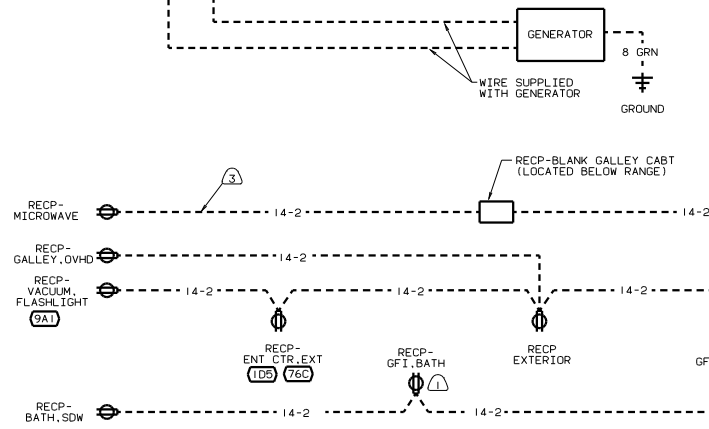 GENERATOR
8 GRN
WIRE SUPPLIED
WITH GENERATOR
GROUND
RECP-BLANK GALLEY CABT
(LOCATED BELOW RANGE)
3
RECP-
MICROWAVE
14-2
14-2
RECP-
GALLEY,OVHD
14-2
RECP-
VACUUM,
FLASHLIGHT
9A1
14-2
14-2
14-2
RECP-
ENT CTR,EXT
1D5
76C
RECP-
GFI,BATH
1
RECP
EXTERIOR
GF
RECP-
BATH,SDW
14-2
14-2